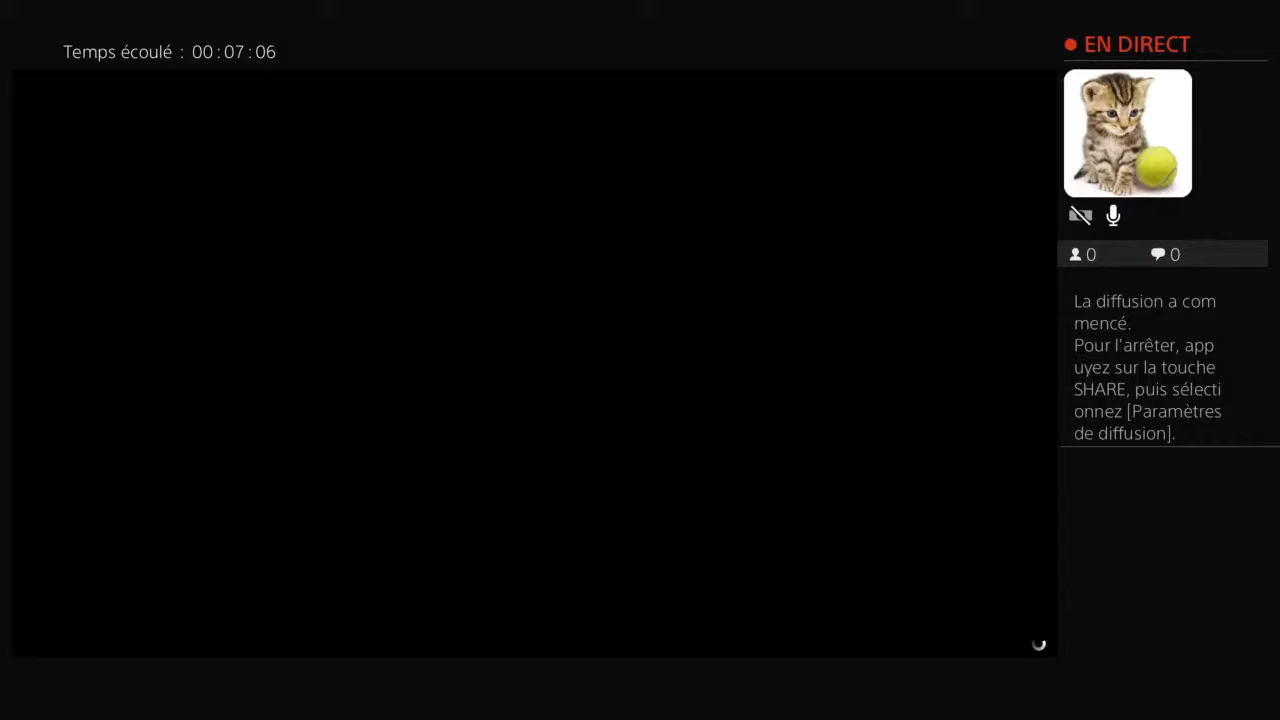 Temps écoulé : 00:07:06
EN DIRECT
0 0
La diffusion a com
mencé.
Pour l'arrêter, app
uyez sur la touche
SHARE, puis sélecti
onnez [Paramètres
de diffusion].